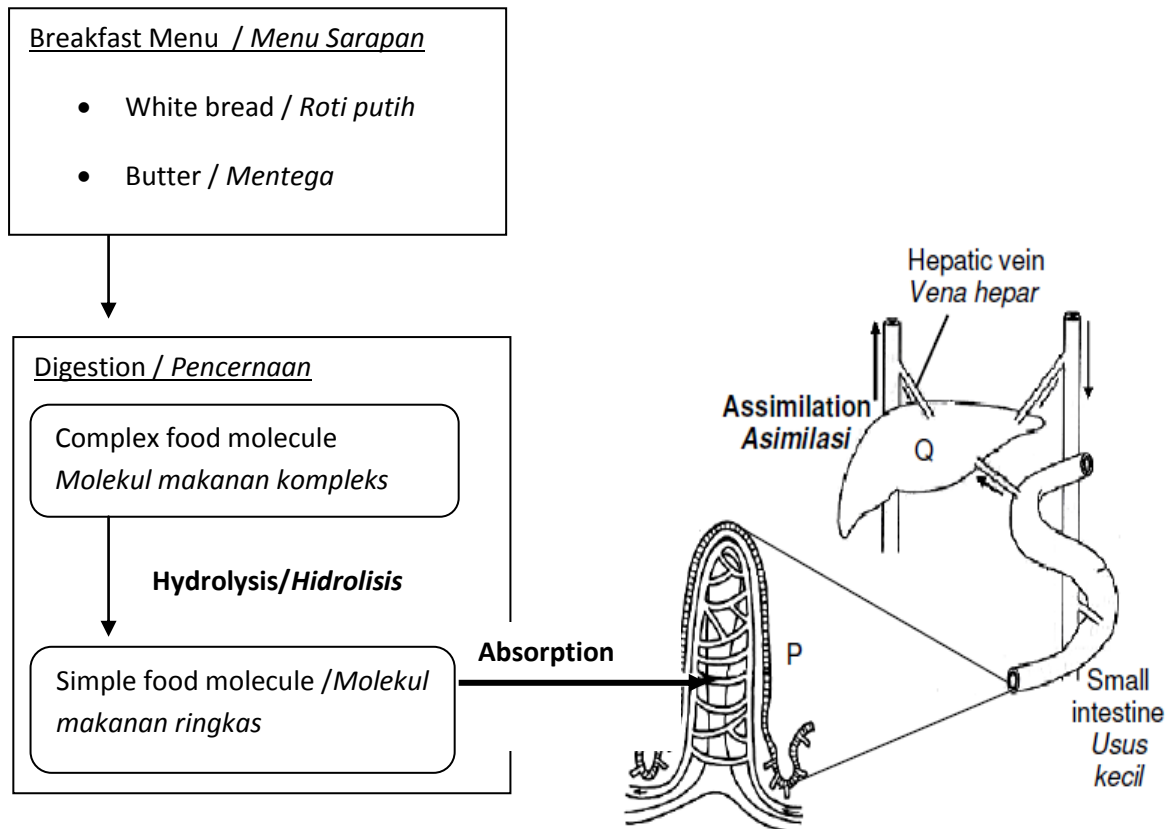 Breakfast Menu / Menu Sarapan
• White bread / Roti putih
• Butter / Mentega
Digestion / Pencernaan
Complex food molecule
Molekul makanan kompleks
Hydrolysis/Hidrolisis
Simple food molecule /Molekul
makanan ringkas
Absorption
Hepatic vein
Vena hepar
Assimilation
Asimilasi
Q
P
Small
intestine
Usus
kecil